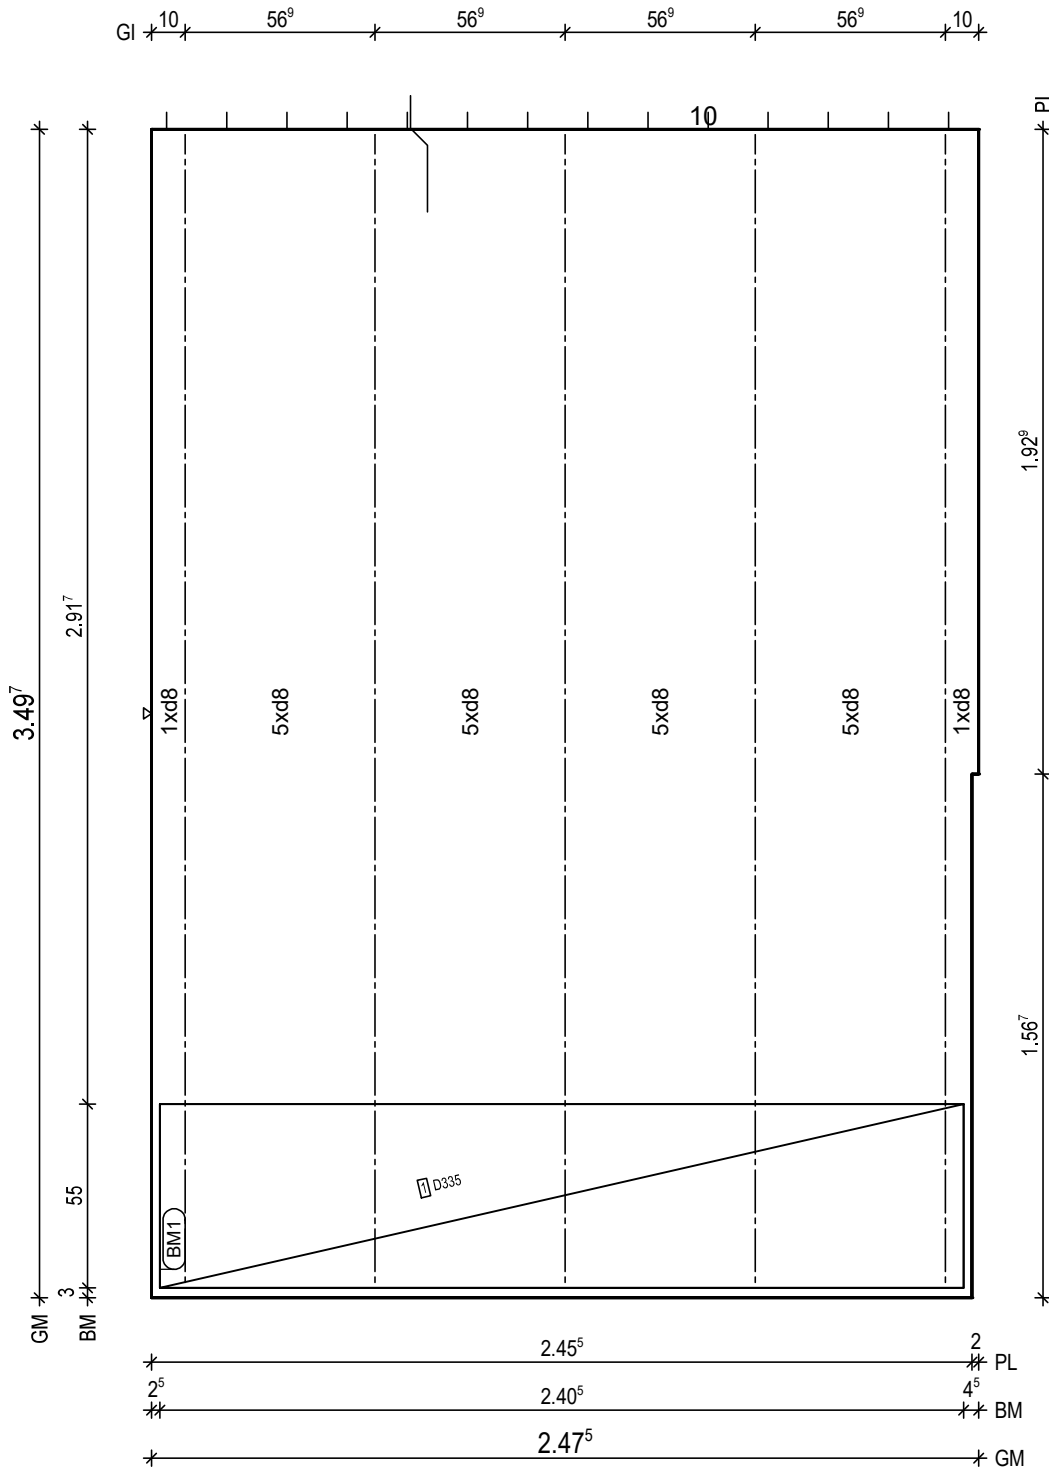 GI 10 56⁹ 56⁹ 56⁹ 56⁹ 10
10
PL
1.92⁹
1.56⁷
3.49⁷
GM
2.91⁷
55
3
BM
1xd8 5xd8 5xd8 5xd8 5xd8 1xd8
1 D335
BM1
2.45⁵ 2 PL
2⁵ 2.40⁵ 4⁵ BM
2.47⁵ GM